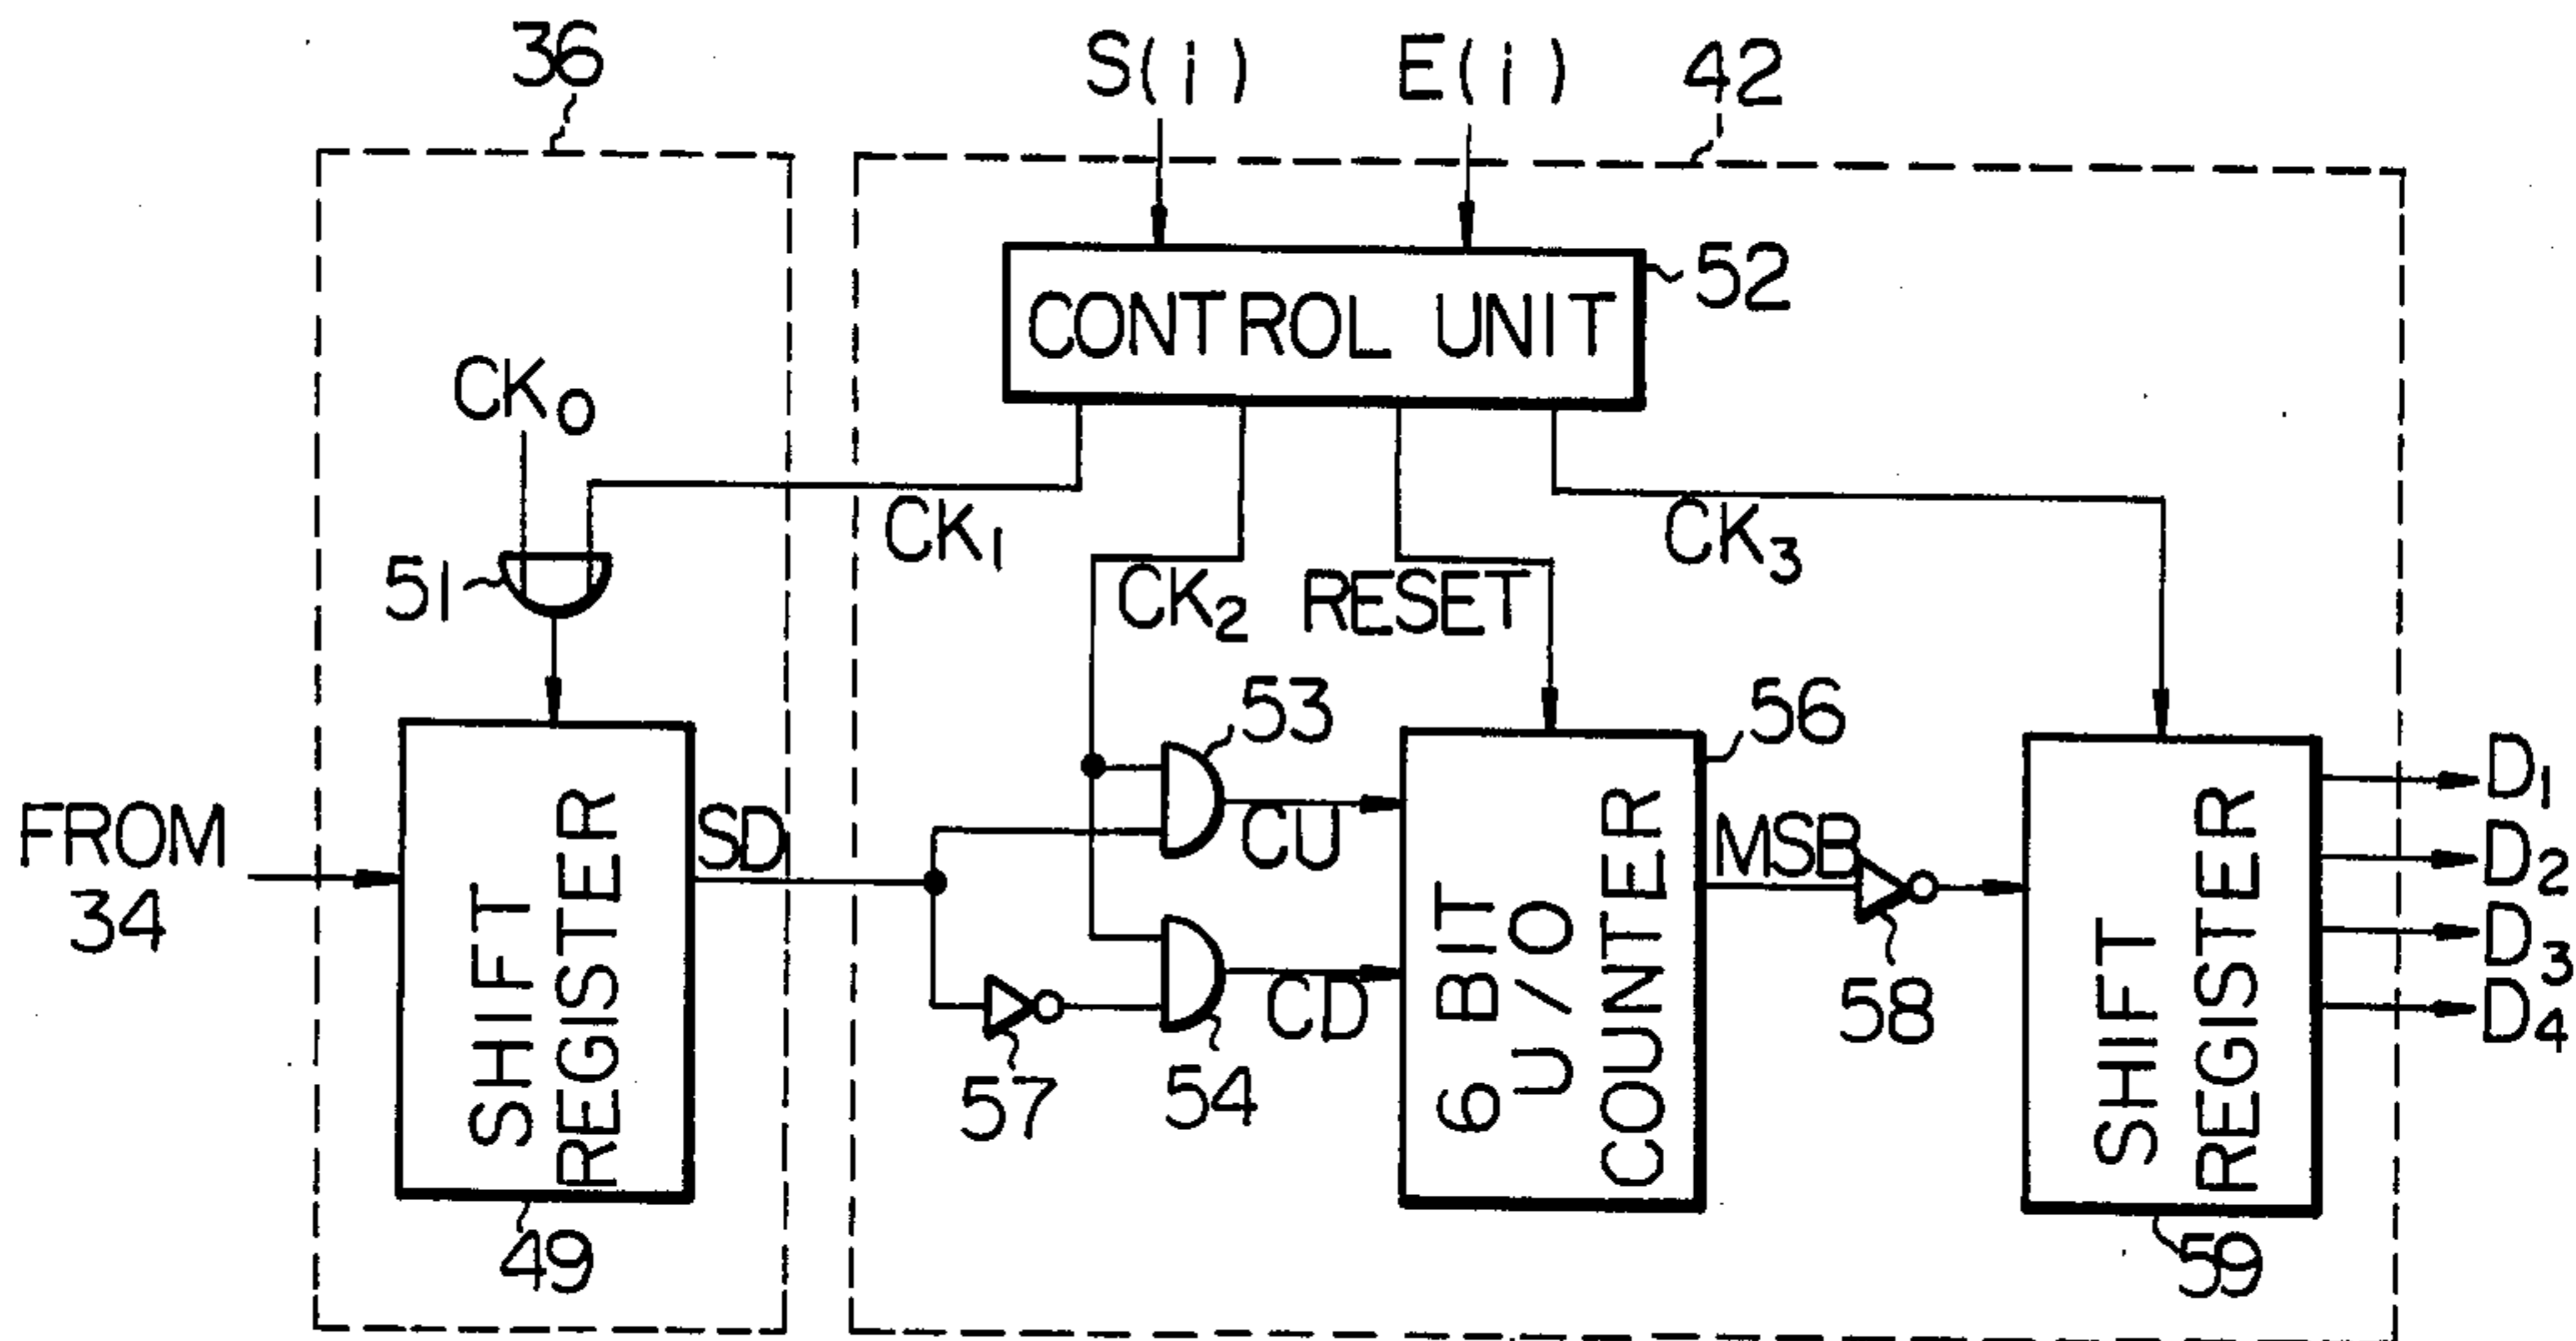 36
S(i)
E(i)
42
CONTROL UNIT
52
CK0
CK1
CK2
RESET
CK3
51
53
56
FROM
34
SHIFT
REGISTER
SD
CU
CD
6 BIT
U/O
COUNTER
MSB
58
57
54
SHIFT
REGISTER
D1
D2
D3
D4
49
59